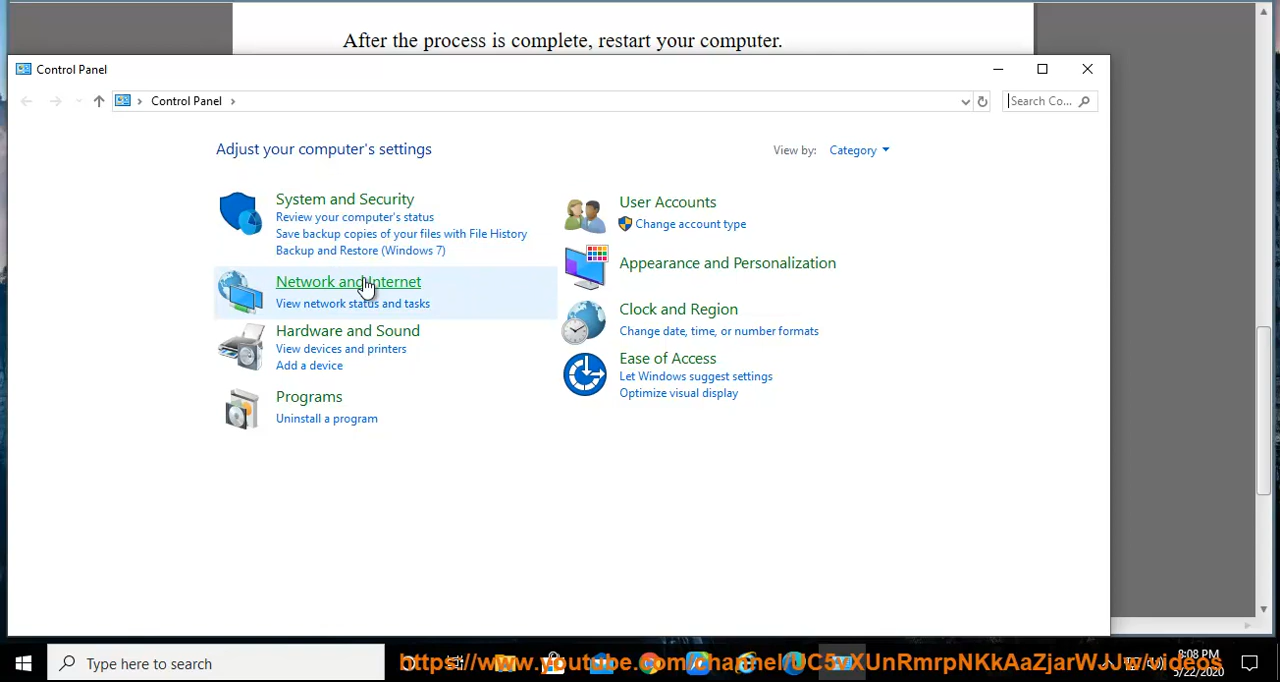 After the process is complete, restart your computer.
Control Panel
Control Panel
Search Co...
Adjust your computer's settings
View by: Category
System and Security
Review your computer's status
Save backup copies of your files with File History
Backup and Restore (Windows 7)
Network and Internet
View network status and tasks
Hardware and Sound
View devices and printers
Add a device
Programs
Uninstall a program
User Accounts
Change account type
Appearance and Personalization
Clock and Region
Change date, time, or number formats
Ease of Access
Let Windows suggest settings
Optimize visual display
Type here to search
8:08 PM
5/22/2020